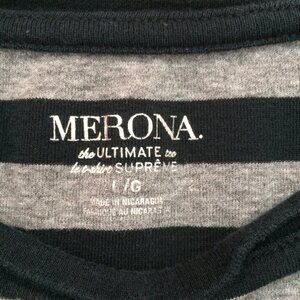 MERONA.
the ULTIMATE tee
le t-shirt SUPRÊME
L/G
MADE IN NICARAGUA
FABRIQUÉ AU NICARAGUA